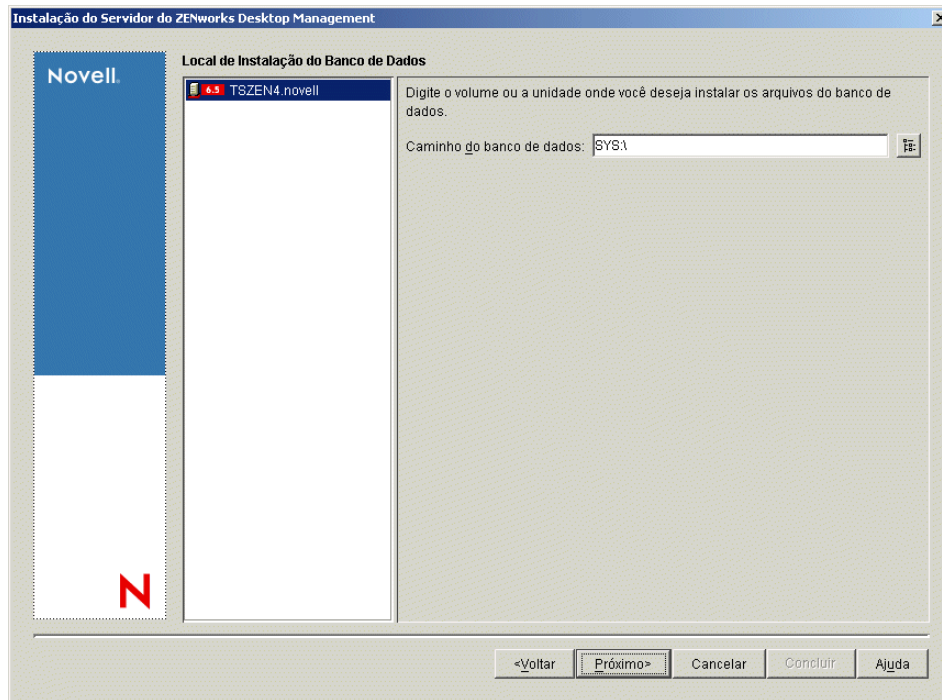 Instalação do Servidor do ZENworks Desktop Management
Novell.
Local de Instalação do Banco de Dados
6.5 TSZEN4.novell
Digite o volume ou a unidade onde você deseja instalar os arquivos do banco de
dados.
Caminho do banco de dados: SYS:\
N
<Voltar
Próximo>
Cancelar
Concluir
Ajuda